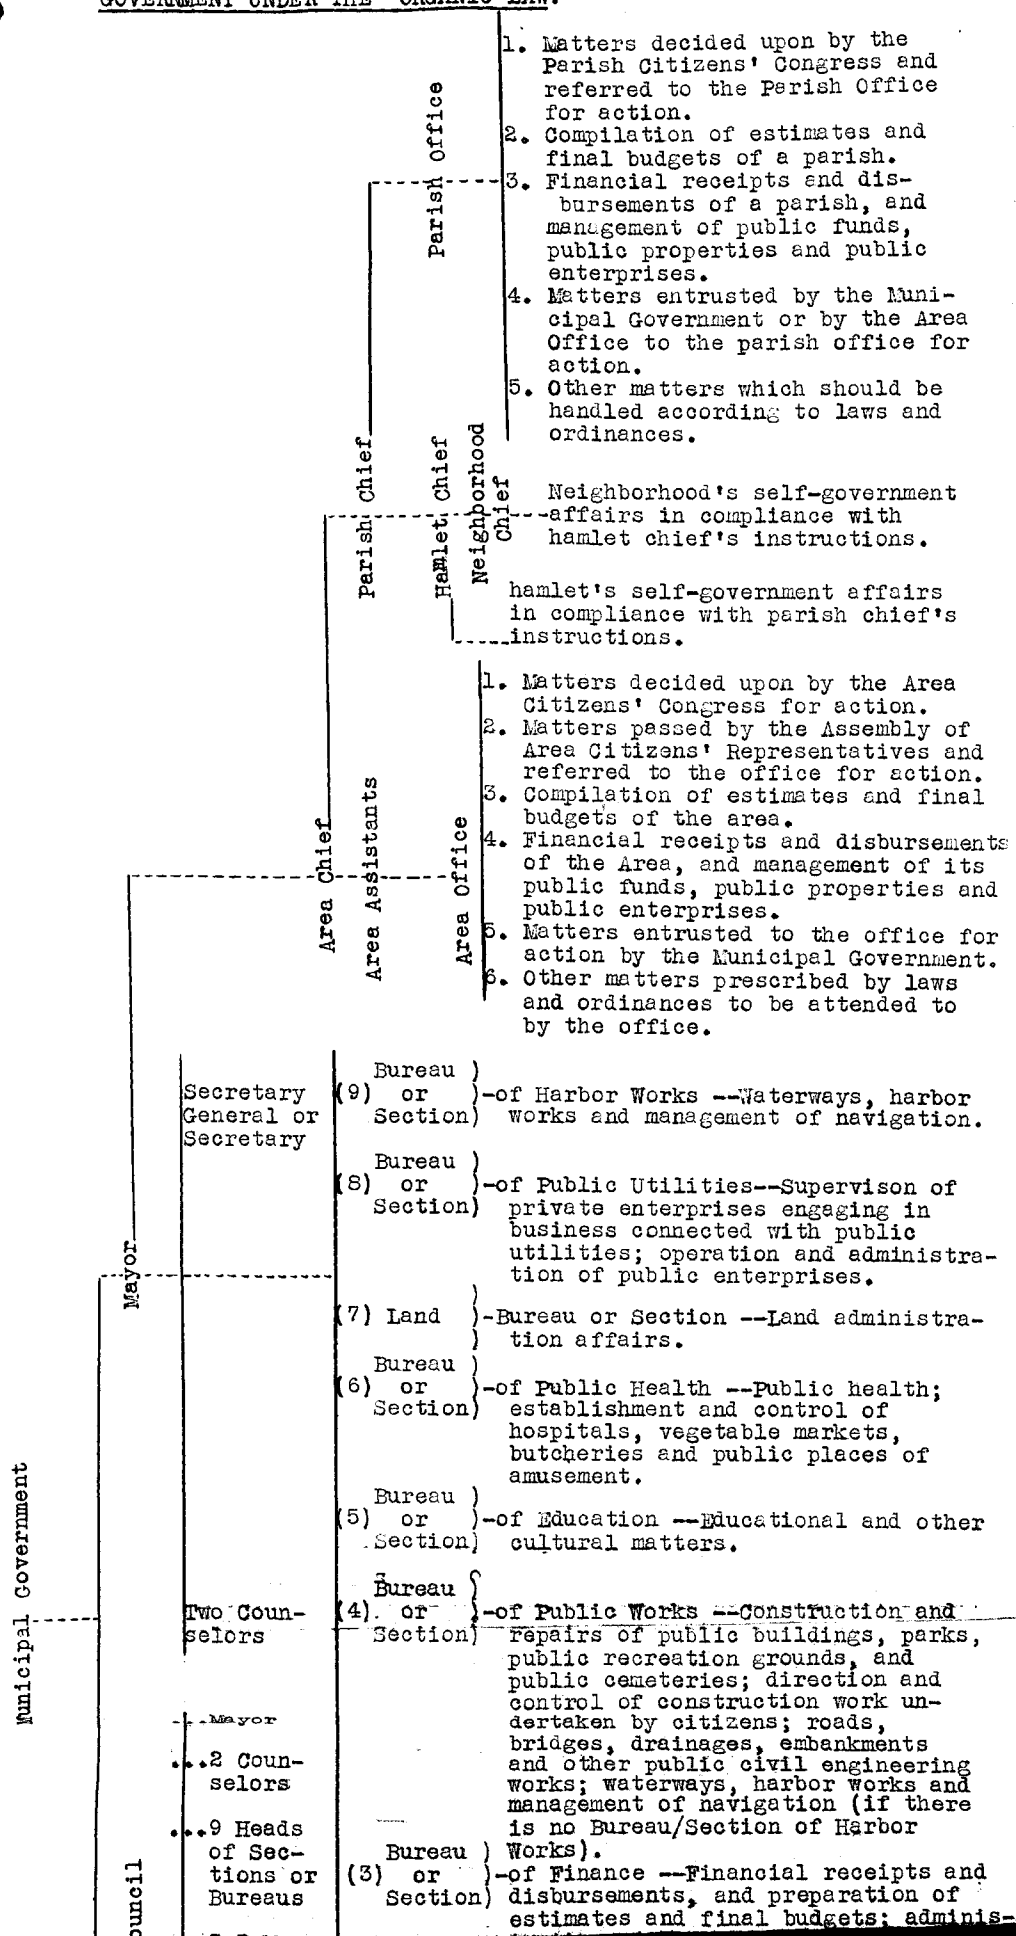 GOVERNMENT UNDER THE "ORGANIC LAW.
Parish Office
1. Matters decided upon by the
Parish Citizens' Congress and
referred to the Parish Office
for action.
2. Compilation of estimates and
final budgets of a parish.
3. Financial receipts and dis-
bursements of a parish, and
management of public funds,
public properties and public
enterprises.
4. Matters entrusted by the Muni-
cipal Government or by the Area
Office to the parish office for
action.
5. Other matters which should be
handled according to laws and
ordinances.
Parish Chief
Hamlet Chief
Neighborhood
Chief
Neighborhood's self-government
affairs in compliance with
hamlet chief's instructions.
hamlet's self-government affairs
in compliance with parish chief's
instructions.
Area Chief
Area Assistants
Area Office
1. Matters decided upon by the Area
Citizens' Congress for action.
2. Matters passed by the Assembly of
Area Citizens' Representatives and
referred to the office for action.
3. Compilation of estimates and final
budgets of the area.
4. Financial receipts and disbursements
of the Area, and management of its
public funds, public properties and
public enterprises.
5. Matters entrusted to the office for
action by the Municipal Government.
6. Other matters prescribed by laws
and ordinances to be attended to
by the office.
Mayor
Secretary
General or
Secretary
Bureau )
(9) or )-of Harbor Works --Waterways, harbor
Section) works and management of navigation.
Bureau )
(8) or )-of Public Utilities--Supervison of
Section) private enterprises engaging in
business connected with public
utilities; operation and administra-
tion of public enterprises.
)
(7) Land )-Bureau or Section --Land administra-
) tion affairs.
Bureau )
(6) or )-of Public Health --Public health;
Section) establishment and control of
hospitals, vegetable markets,
butcheries and public places of
amusement.
Bureau )
(5) or )-of Education --Educational and other
Section) cultural matters.
Municipal Government
Two Coun-
selors
Bureau )
(4). or )-of Public Works --Construction and
Section) repairs of public buildings, parks,
public recreation grounds, and
public cemeteries; direction and
control of construction work un-
dertaken by citizens; roads,
bridges, drainages, embankments
and other public civil engineering
works; waterways, harbor works and
management of navigation (if there
is no Bureau/Section of Harbor
Works).
---Mayor
...2 Coun-
selors
...9 Heads
of Sec-
tions or
Bureaus
ouncil
Bureau )
(3) or )-of Finance --Financial receipts and
Section) disbursements, and preparation of
estimates and final budgets; adminis-